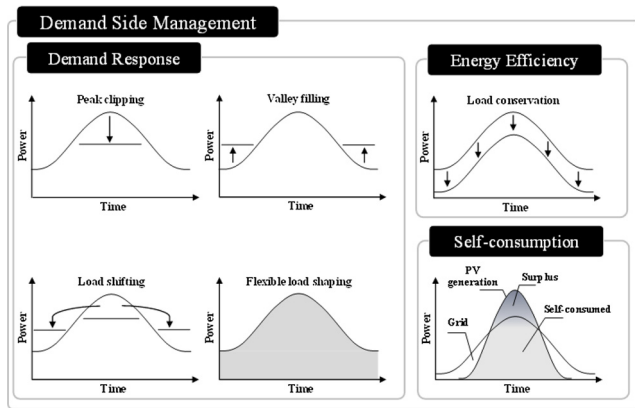 Demand Side Management
Demand Response
Peak clipping
Power
Time
Valley filling
Power
Time
Load shifting
Power
Time
Flexible load shaping
Power
Time
Energy Efficiency
Load conservation
Power
Time
Self-consumption
PV
generation
Surplus
Self-consumed
Grid
Power
Time